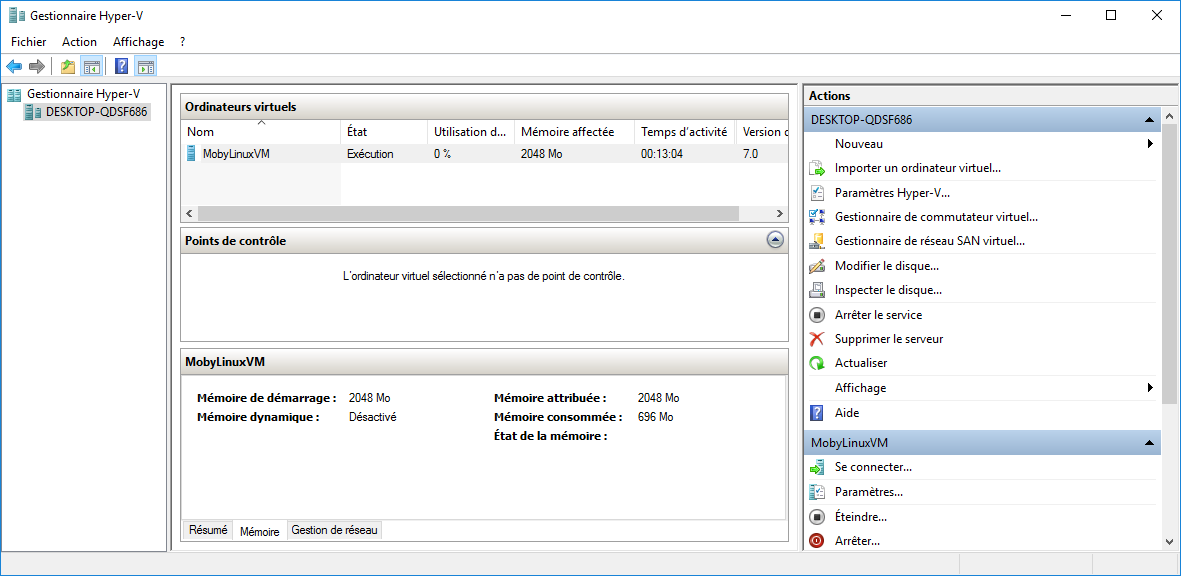 Gestionnaire Hyper-V
Fichier Action Affichage ?
Gestionnaire Hyper-V
DESKTOP-QDSF686
Ordinateurs virtuels
Nom État Utilisation d... Mémoire affectée Temps d'activité Version
MobyLinuxVM Exécution 0 % 2048 Mo 00:13:04 7.0
Points de contrôle
L'ordinateur virtuel sélectionné n'a pas de point de contrôle.
MobyLinuxVM
Mémoire de démarrage : 2048 Mo Mémoire attribuée : 2048 Mo
Mémoire dynamique : Désactivé Mémoire consommée : 696 Mo
État de la mémoire :
Résumé Mémoire Gestion de réseau
Actions
DESKTOP-QDSF686
Nouveau
Importer un ordinateur virtuel...
Paramètres Hyper-V...
Gestionnaire de commutateur virtuel...
Gestionnaire de réseau SAN virtuel...
Modifier le disque...
Inspecter le disque...
Arrêter le service
Supprimer le serveur
Actualiser
Affichage
Aide
MobyLinuxVM
Se connecter...
Paramètres...
Éteindre...
Arrêter...